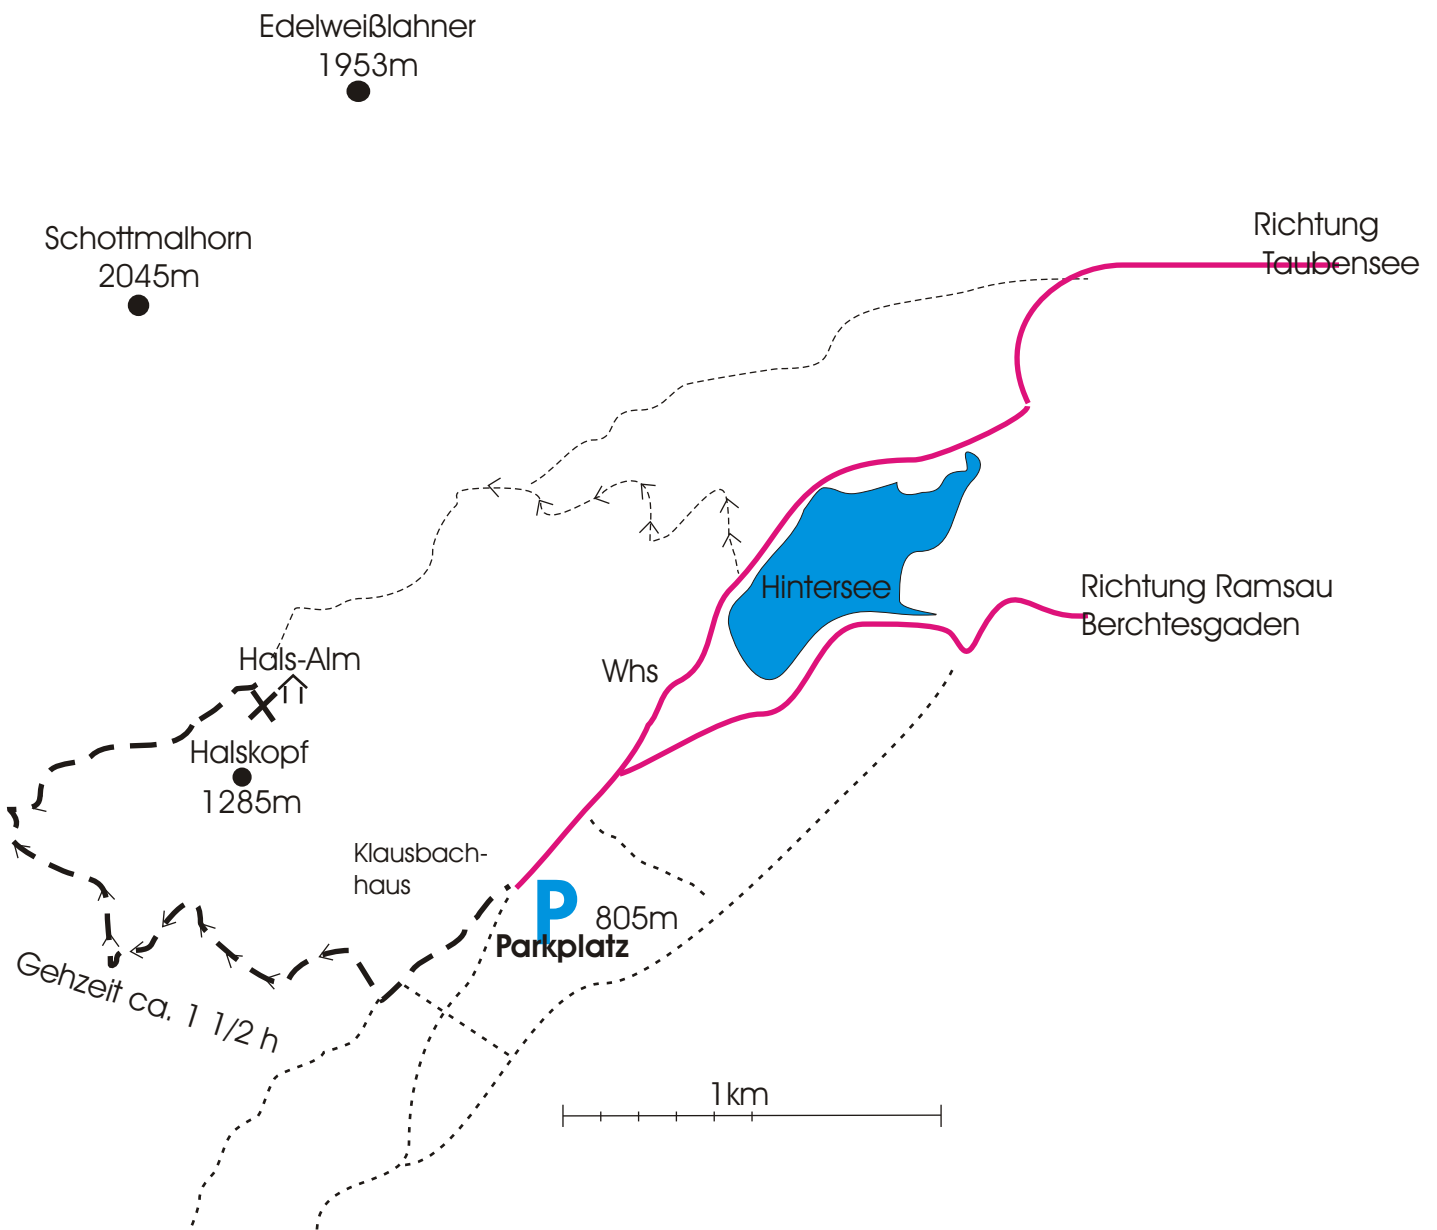 Edelweißlahner
1953m
Richtung
Taubensee
Schottmalhorn
2045m
Hintersee
Richtung Ramsau
Berchtesgaden
Hals-Alm
Whs
Halskopf
1285m
Klausbach-
haus
P
805m
Parkplatz
Gehzeit ca. 1 1/2 h
1km